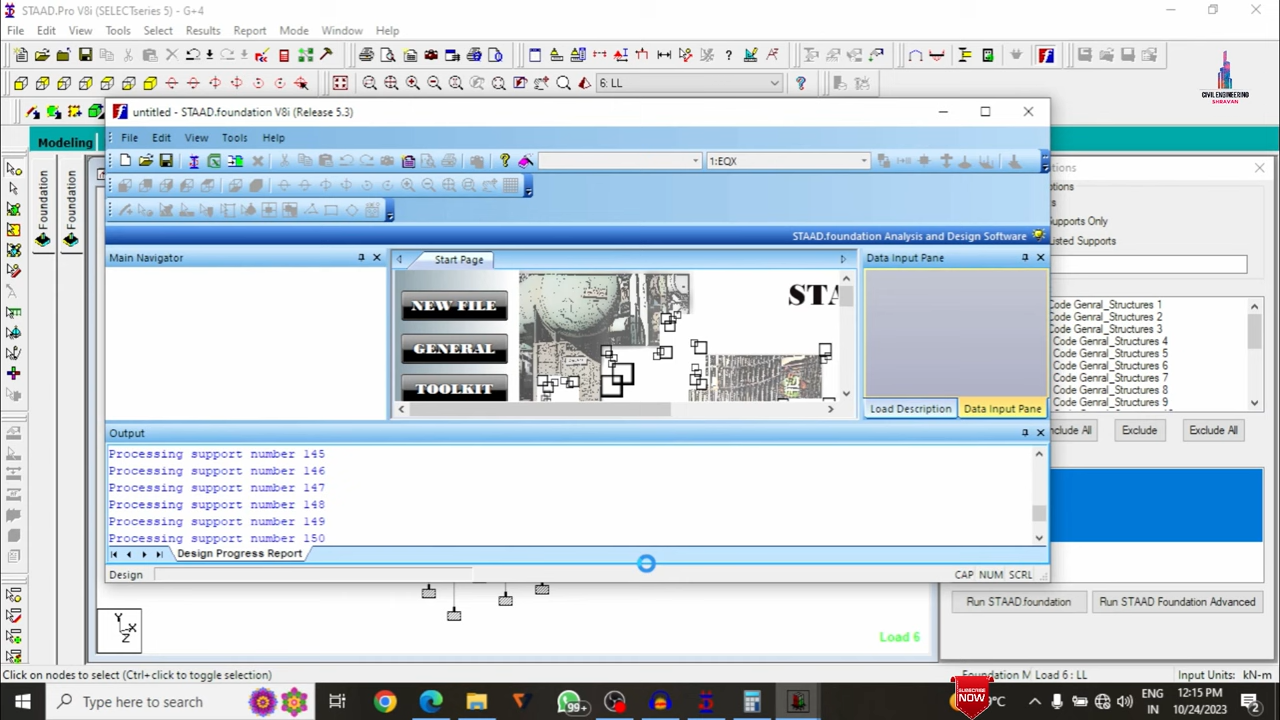 STAAD.Pro V8i (SELECTseries 5) - G+4
File Edit View Tools Select Results Report Mode Window Help
6: LL
CIVIL ENGINEERING
SHRAVAN
Modeling
Foundation
Foundation
untitled - STAAD.foundation V8i (Release 5.3)
File Edit View Tools Help
1:EQX
STAAD.foundation Analysis and Design Software
Main Navigator
Start Page
Data Input Pane
NEW FILE
GENERAL
TOOLKIT
STA
Load Description Data Input Pane
Output
Processing support number 145
Processing support number 146
Processing support number 147
Processing support number 148
Processing support number 149
Processing support number 150
Design Progress Report
Design
CAP NUM SCRL
Supports Only
Listed Supports
Code Genral_Structures 1
Code Genral_Structures 2
Code Genral_Structures 3
Code Genral_Structures 4
Code Genral_Structures 5
Code Genral_Structures 6
Code Genral_Structures 7
Code Genral_Structures 8
Code Genral_Structures 9
All Exclude Exclude All
Run STAAD.foundation Run STAAD Foundation Advanced
Y
X
Z
Load 6
Click on nodes to select (Ctrl+click to toggle selection)
Foundation M Load 6 : LL Input Units: kN-m
Type here to search
99+
SUBSCRIBE
NOW
°C
ENG
IN
12:15 PM
10/24/2023
2